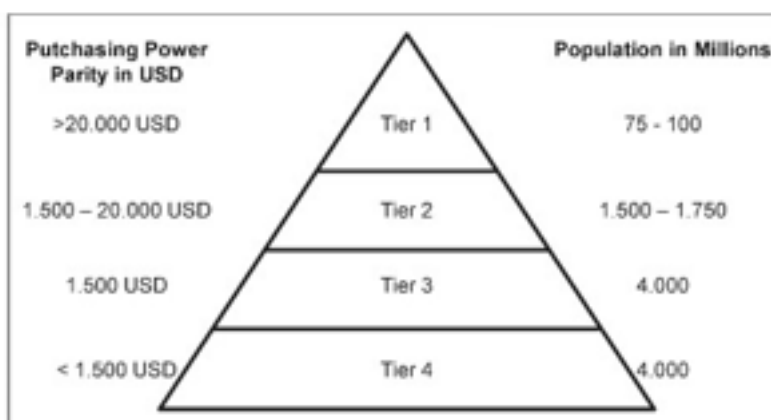 Putchasing Power
Parity in USD
Population in Millions
>20.000 USD
Tier 1
75 - 100
1.500 – 20.000 USD
Tier 2
1.500 – 1.750
1.500 USD
Tier 3
4.000
< 1.500 USD
Tier 4
4.000